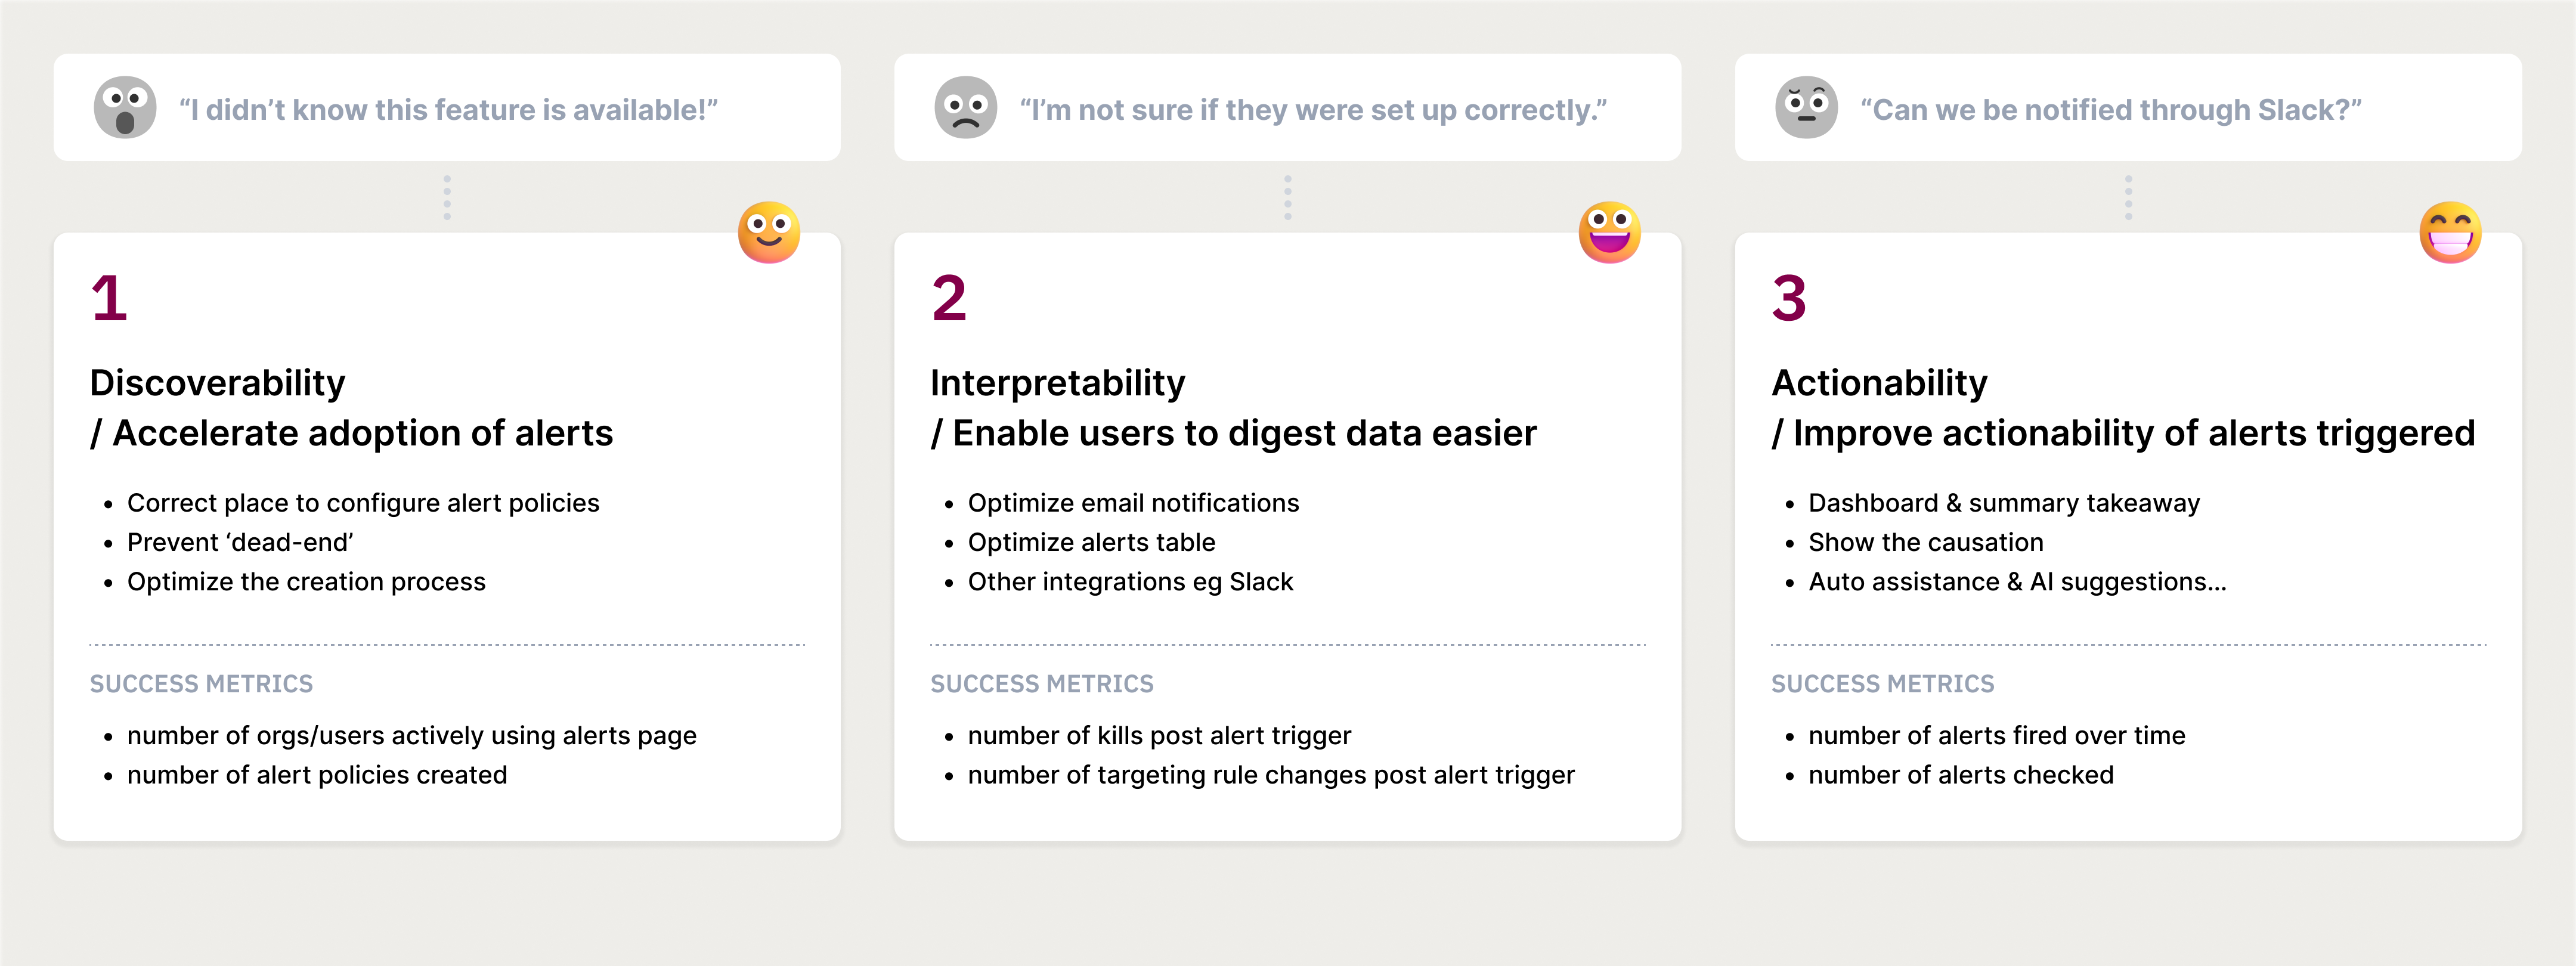 “I didn’t know this feature is available!”
“I’m not sure if they were set up correctly.”
“Can we be notified through Slack?”
1
Discoverability
/ Accelerate adoption of alerts
• Correct place to configure alert policies
• Prevent ‘dead-end’
• Optimize the creation process
SUCCESS METRICS
• number of orgs/users actively using alerts page
• number of alert policies created
2
Interpretability
/ Enable users to digest data easier
• Optimize email notifications
• Optimize alerts table
• Other integrations eg Slack
SUCCESS METRICS
• number of kills post alert trigger
• number of targeting rule changes post alert trigger
3
Actionability
/ Improve actionability of alerts triggered
• Dashboard & summary takeaway
• Show the causation
• Auto assistance & AI suggestions...
SUCCESS METRICS
• number of alerts fired over time
• number of alerts checked